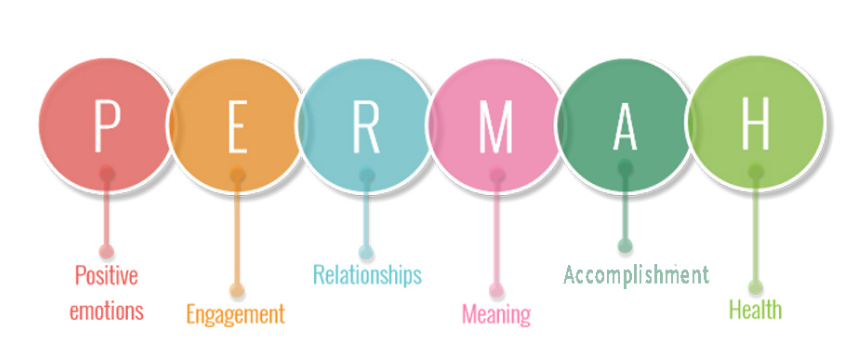 P E R M A H
Positive
emotions
Engagement
Relationships
Meaning
Accomplishment
Health